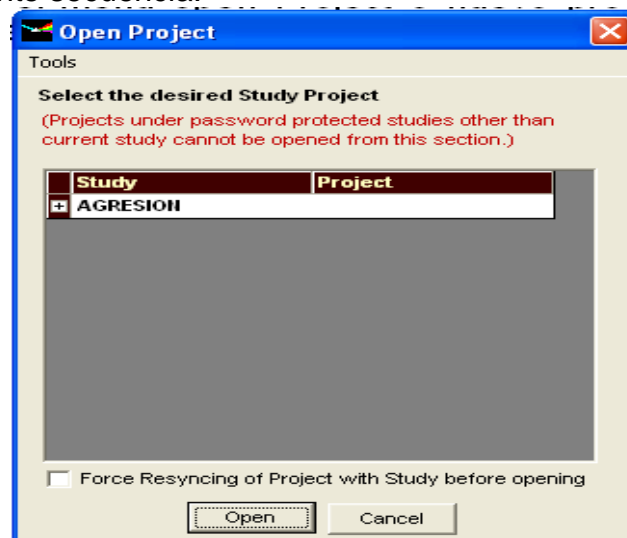 secuencial
Open Project
Tools
Select the desired Study Project
(Projects under password protected studies other than
current study cannot be opened from this section.)
Study Project
+ AGRESION
Force Resyncing of Project with Study before opening
Open Cancel